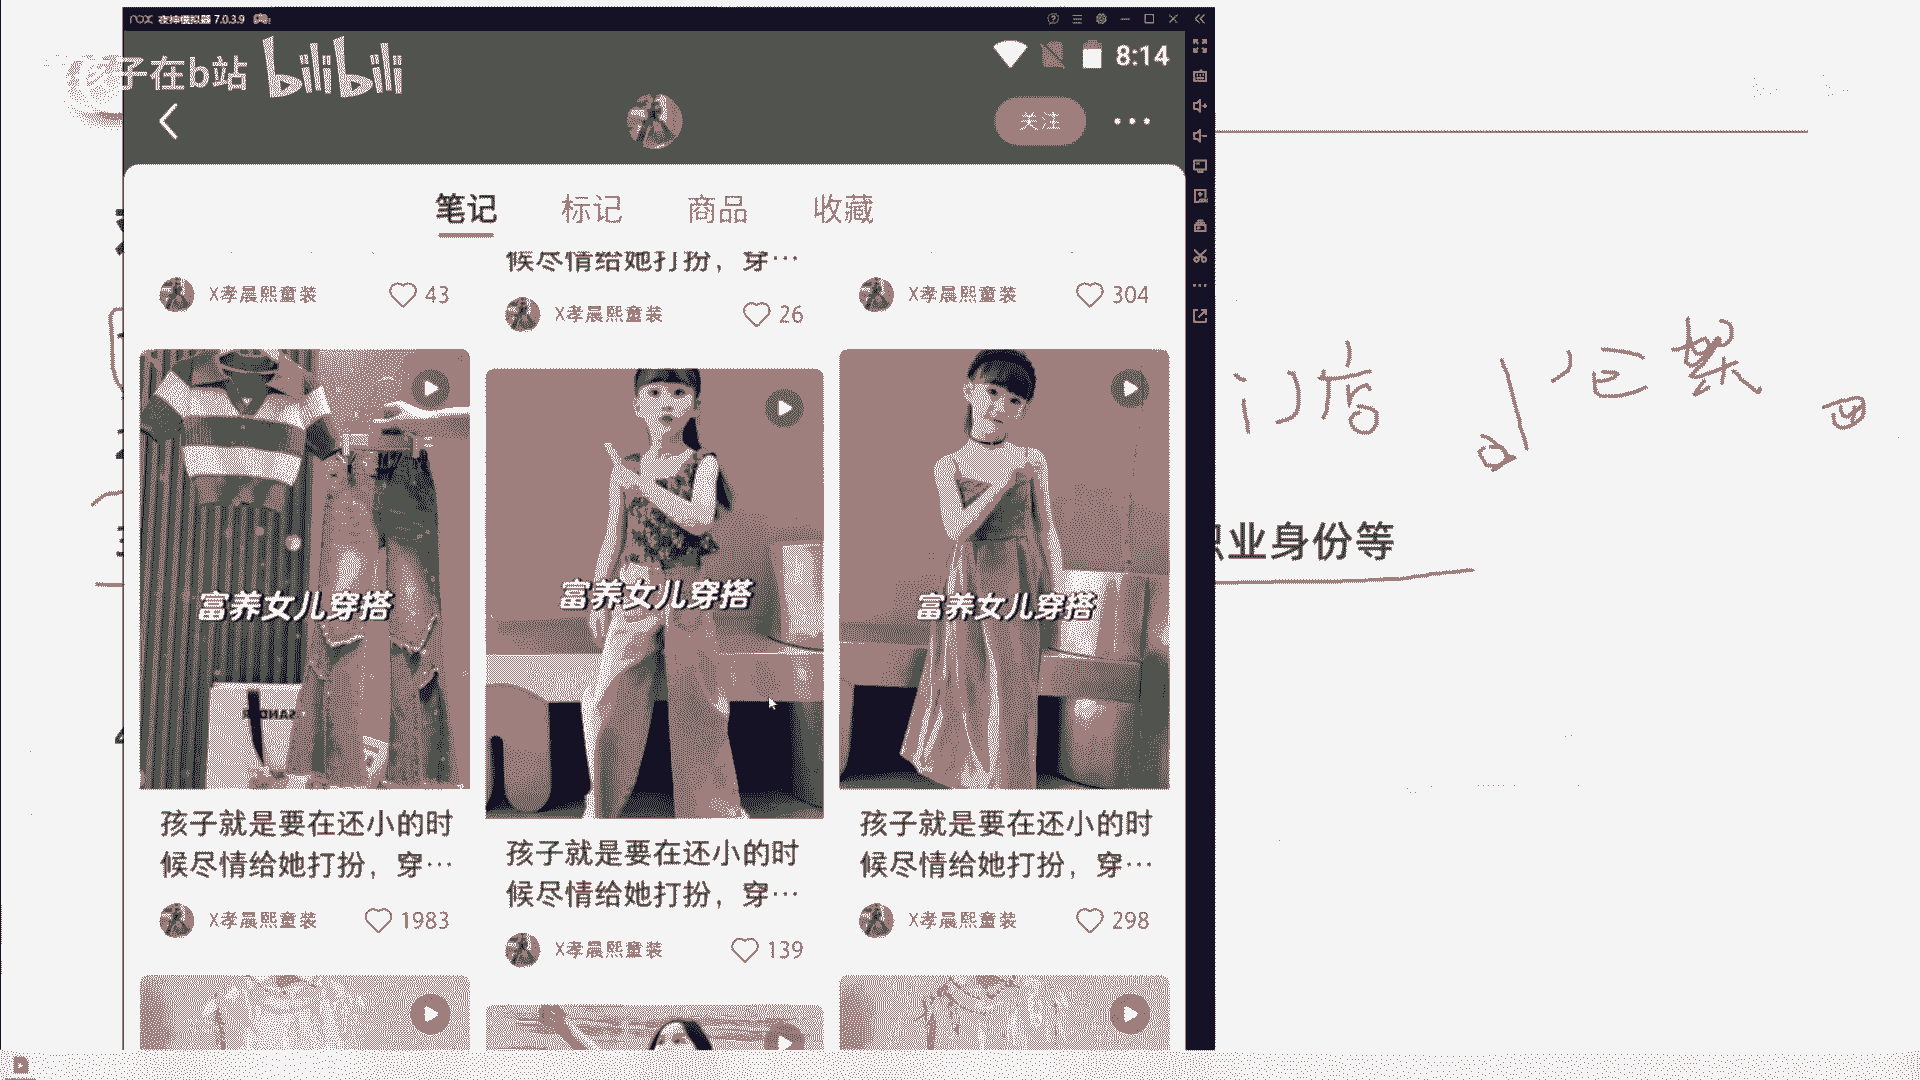 nox 夜神模拟器 7.0.3.9
子在b站 bilibili
8:14
关注
笔记 标记 商品 收藏
候尽情给她打扮，穿…
X孝晨熙童装 43
X孝晨熙童装 26
X孝晨熙童装 304
富养女儿穿搭
富养女儿穿搭
富养女儿穿搭
孩子就是要在还小的时
候尽情给她打扮，穿…
X孝晨熙童装 1983
孩子就是要在还小的时
候尽情给她打扮，穿…
X孝晨熙童装 139
孩子就是要在还小的时
候尽情给她打扮，穿…
X孝晨熙童装 298
门店
业身份等